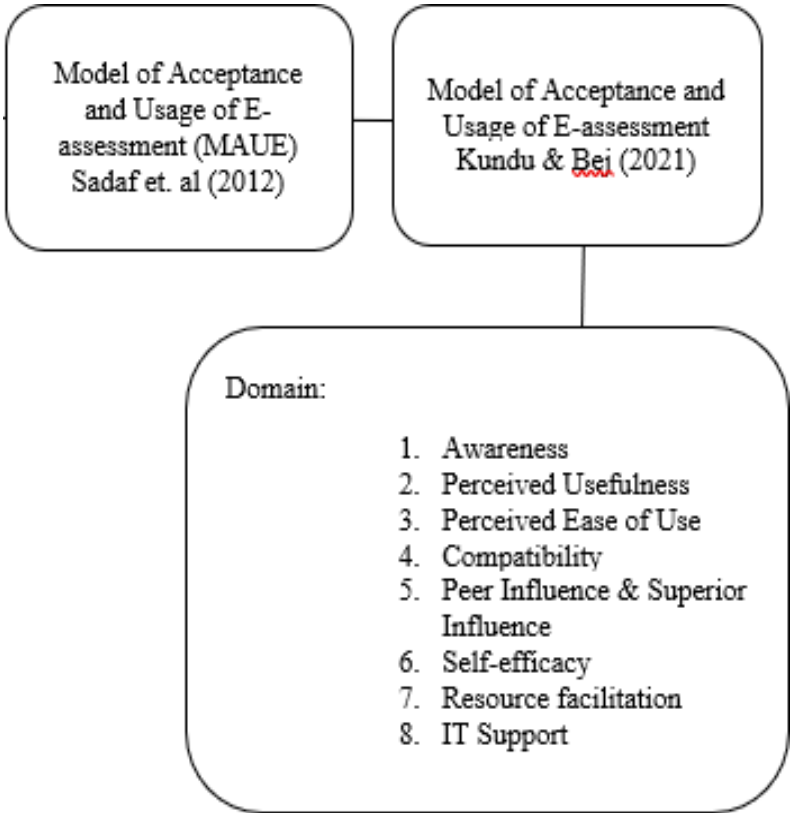 Model of Acceptance
and Usage of E-
assessment (MAUE)
Sadaf et. al (2012)
Model of Acceptance and
Usage of E-assessment
Kundu & Bej (2021)
Domain:
1. Awareness
2. Perceived Usefulness
3. Perceived Ease of Use
4. Compatibility
5. Peer Influence & Superior
Influence
6. Self-efficacy
7. Resource facilitation
8. IT Support